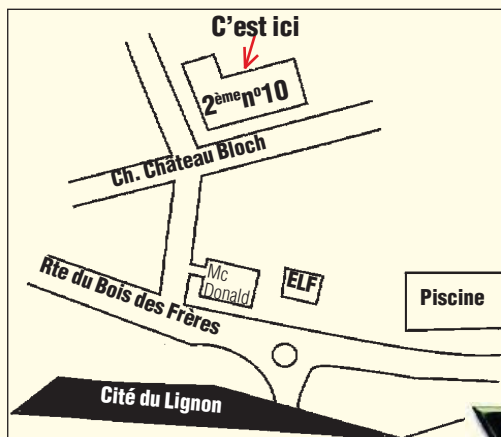 C'est ici
2ème nº10
Ch. Château Bloch
Mc
Donald
ELF
Piscine
Rte du Bois des Frères
Cité du Lignon